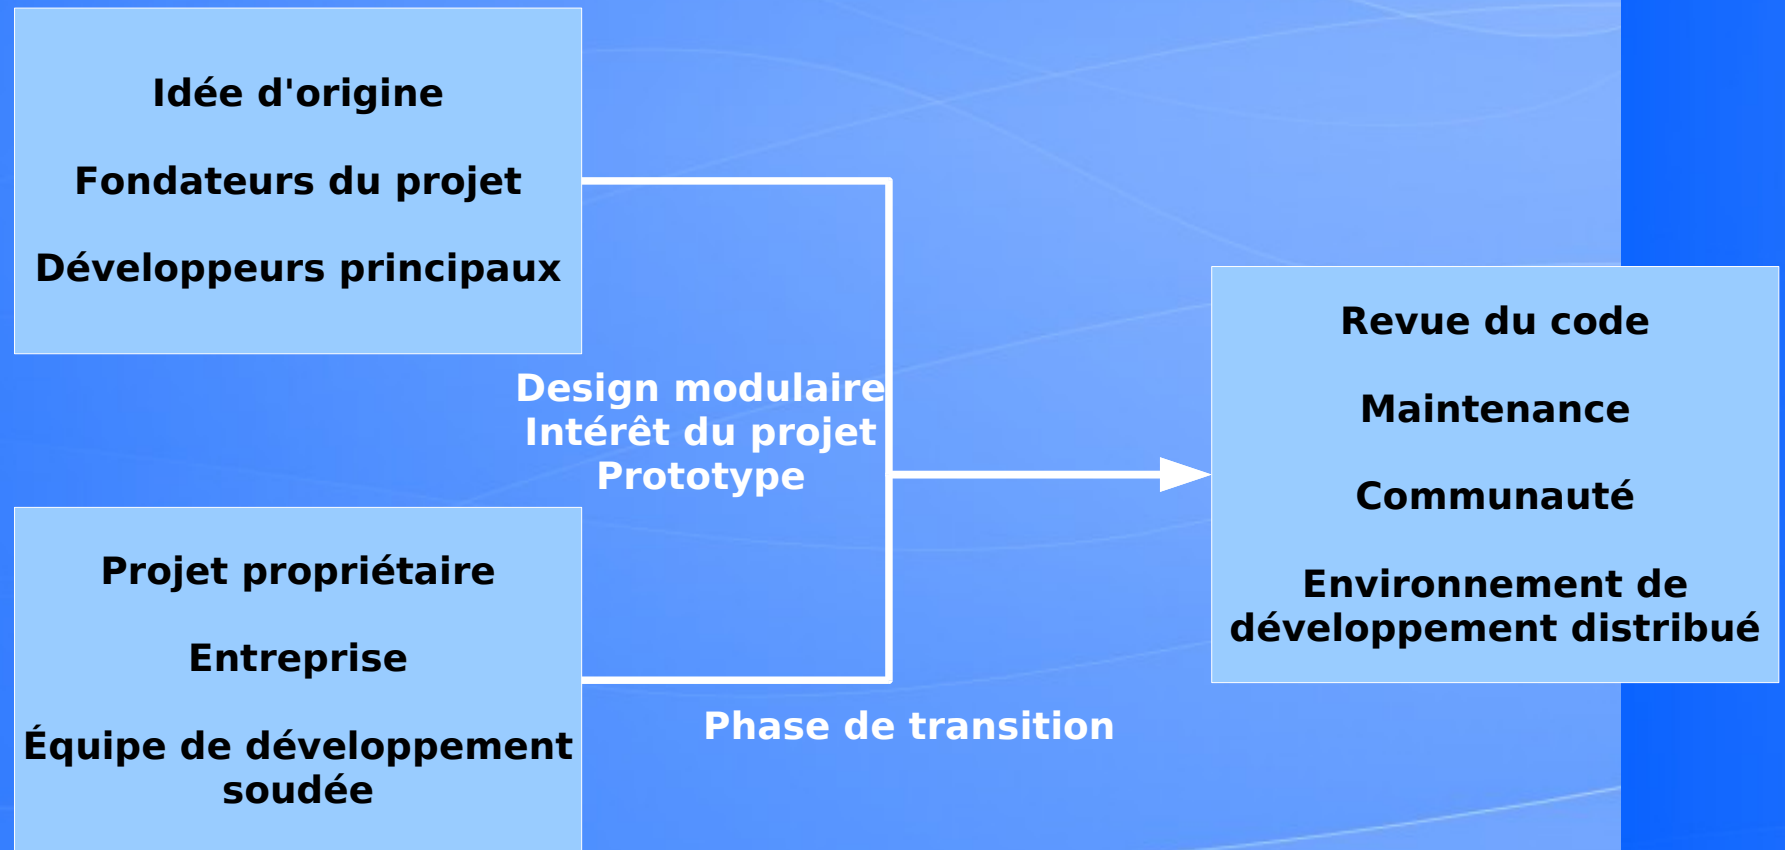 Idée d'origine
Fondateurs du projet
Développeurs principaux
Design modulaire
Intérêt du projet
Prototype
Projet propriétaire
Entreprise
Équipe de développement
soudée
Phase de transition
Revue du code
Maintenance
Communauté
Environnement de
développement distribué